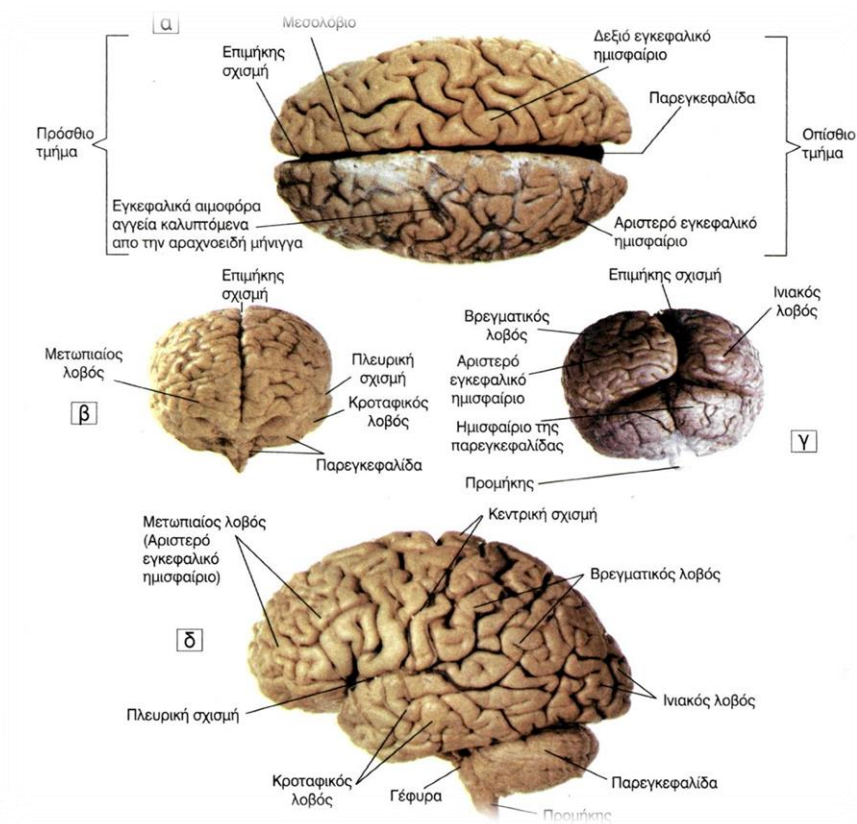 α
Μεσολόβιο
Επιμήκης
σχισμή
Δεξιό εγκεφαλικό
ημισφαίριο
Παρεγκεφαλίδα
Πρόσθιο
τμήμα
Οπίσθιο
τμήμα
Εγκεφαλικά αιμοφόρα
αγγεία καλυπτόμενα
απο την αραχνοειδή μήνιγγα
Αριστερό εγκεφαλικό
ημισφαίριο
Επιμήκης
σχισμή
Μετωπιαίος
λοβός
Πλευρική
σχισμή
Κροταφικός
λοβός
β
Παρεγκεφαλίδα
Επιμήκης σχισμή
Ινιακός
λοβός
Βρεγματικός
λοβός
Αριστερό
εγκεφαλικό
ημισφαίριο
Ημισφαίριο της
παρεγκεφαλίδας
γ
Προμήκης
Μετωπιαίος λοβός
(Αριστερό
εγκεφαλικό
ημισφαίριο)
Κεντρική σχισμή
Βρεγματικός λοβός
δ
Πλευρική σχισμή
Ινιακός λοβός
Κροταφικός
λοβός
Γέφυρα
Παρεγκεφαλίδα
Προμήκης